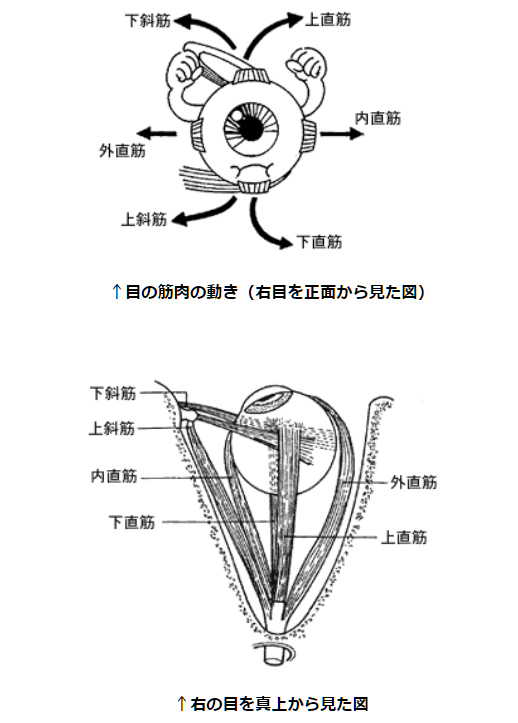 下斜筋
上直筋
内直筋
外直筋
上斜筋
下直筋
↑目の筋肉の動き（右目を正面から見た図）
下斜筋
上斜筋
内直筋
外直筋
下直筋
上直筋
↑右の目を真上から見た図